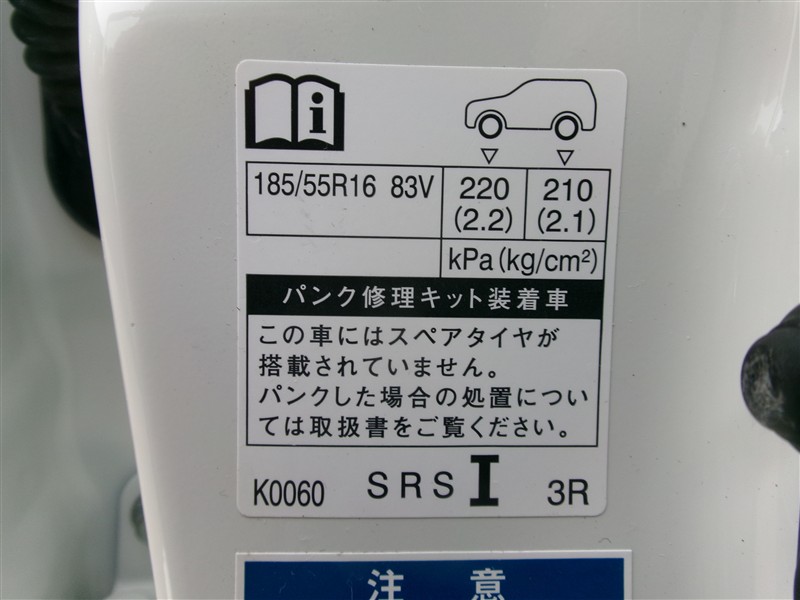 i
185/55R16 83V 220 210
(2.2) (2.1)
kPa(kg/cm²)
パンク修理キット装着車
この車にはスペアタイヤが
搭載されていません。
パンクした場合の処置につい
ては取扱書をご覧ください。
K0060 SRS I 3R
注意